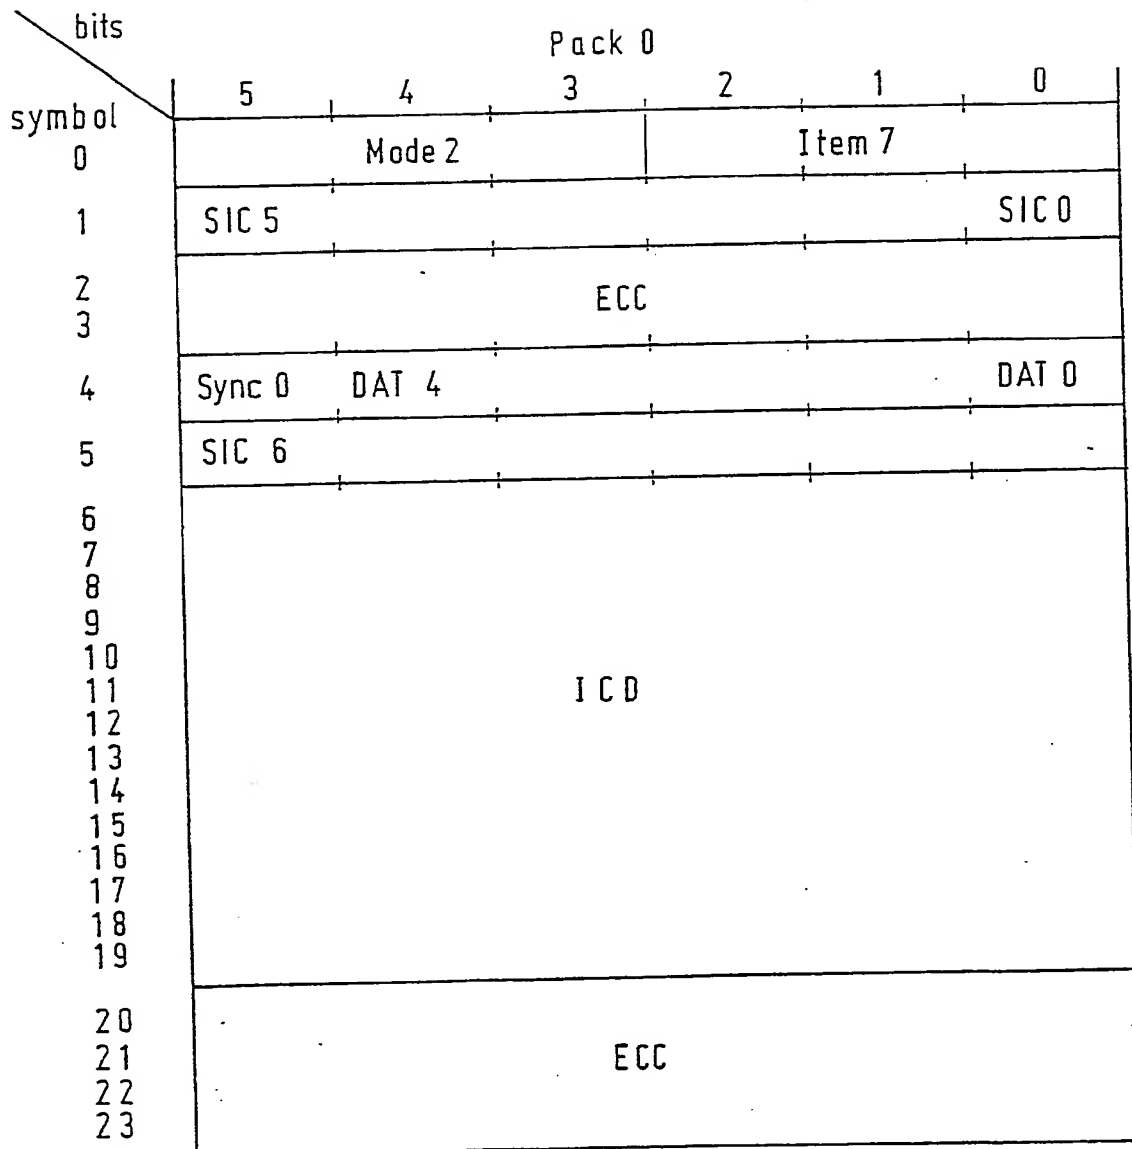 bits
Pack 0
5 4 3 2 1 0
symbol
0 Mode 2 Item 7
1 SIC 5 SIC 0
2
ECC
3
4 Sync 0 DAT 4 DAT 0
5 SIC 6
6
7
8
9
10
11 ICD
12
13
14
15
16
17
18
19
20
21 ECC
22
23